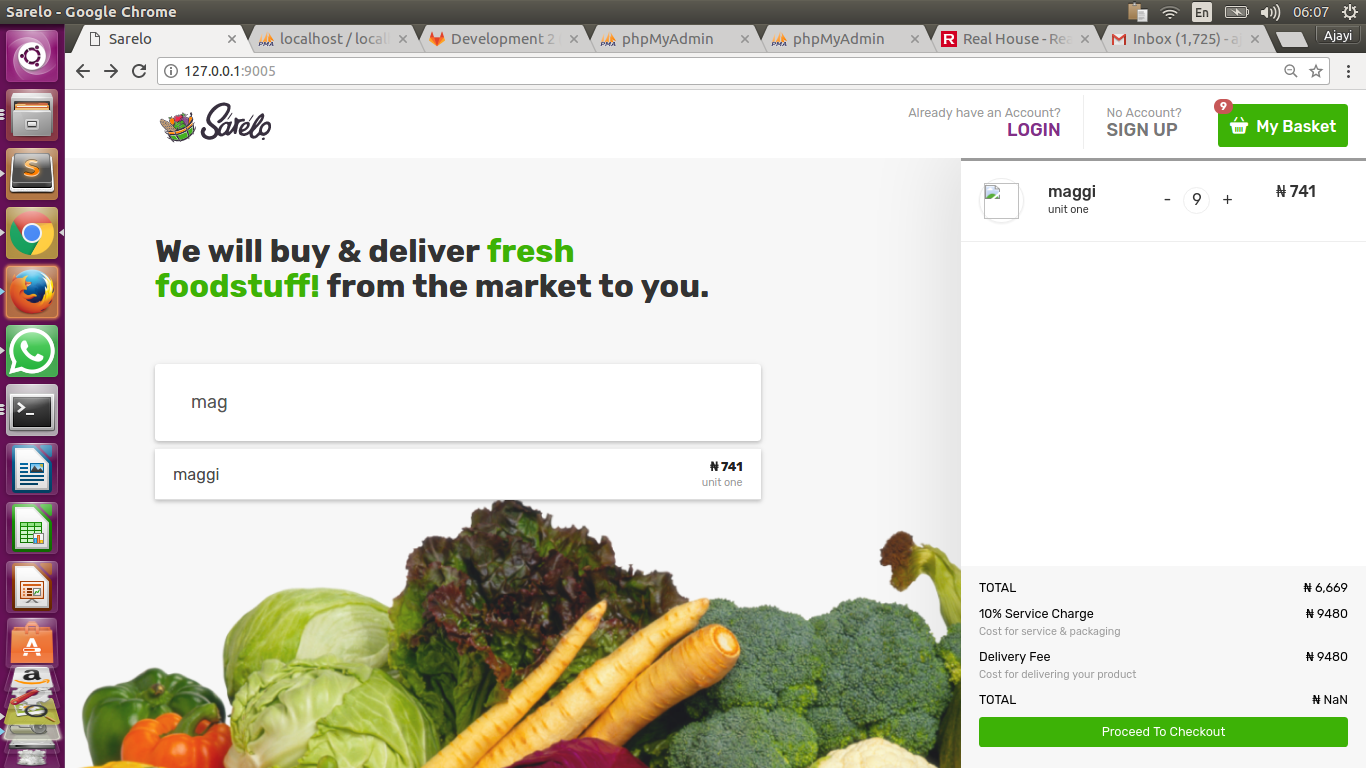 Sarelo - Google Chrome
En
06:07
Sarelo
localhost / local
Development 2
phpMyAdmin
phpMyAdmin
Real House - Rea
Inbox (1,725) - a
Ajayi
127.0.0.1:9005
Sarelo
Already have an Account?
LOGIN
No Account?
SIGN UP
9
My Basket
We will buy & deliver fresh
foodstuff! from the market to you.
mag
maggi
₦ 741
unit one
maggi
unit one
- 9 +
₦ 741
TOTAL
₦ 6,669
10% Service Charge
₦ 9480
Cost for service & packaging
Delivery Fee
₦ 9480
Cost for delivering your product
TOTAL
₦ NaN
Proceed To Checkout